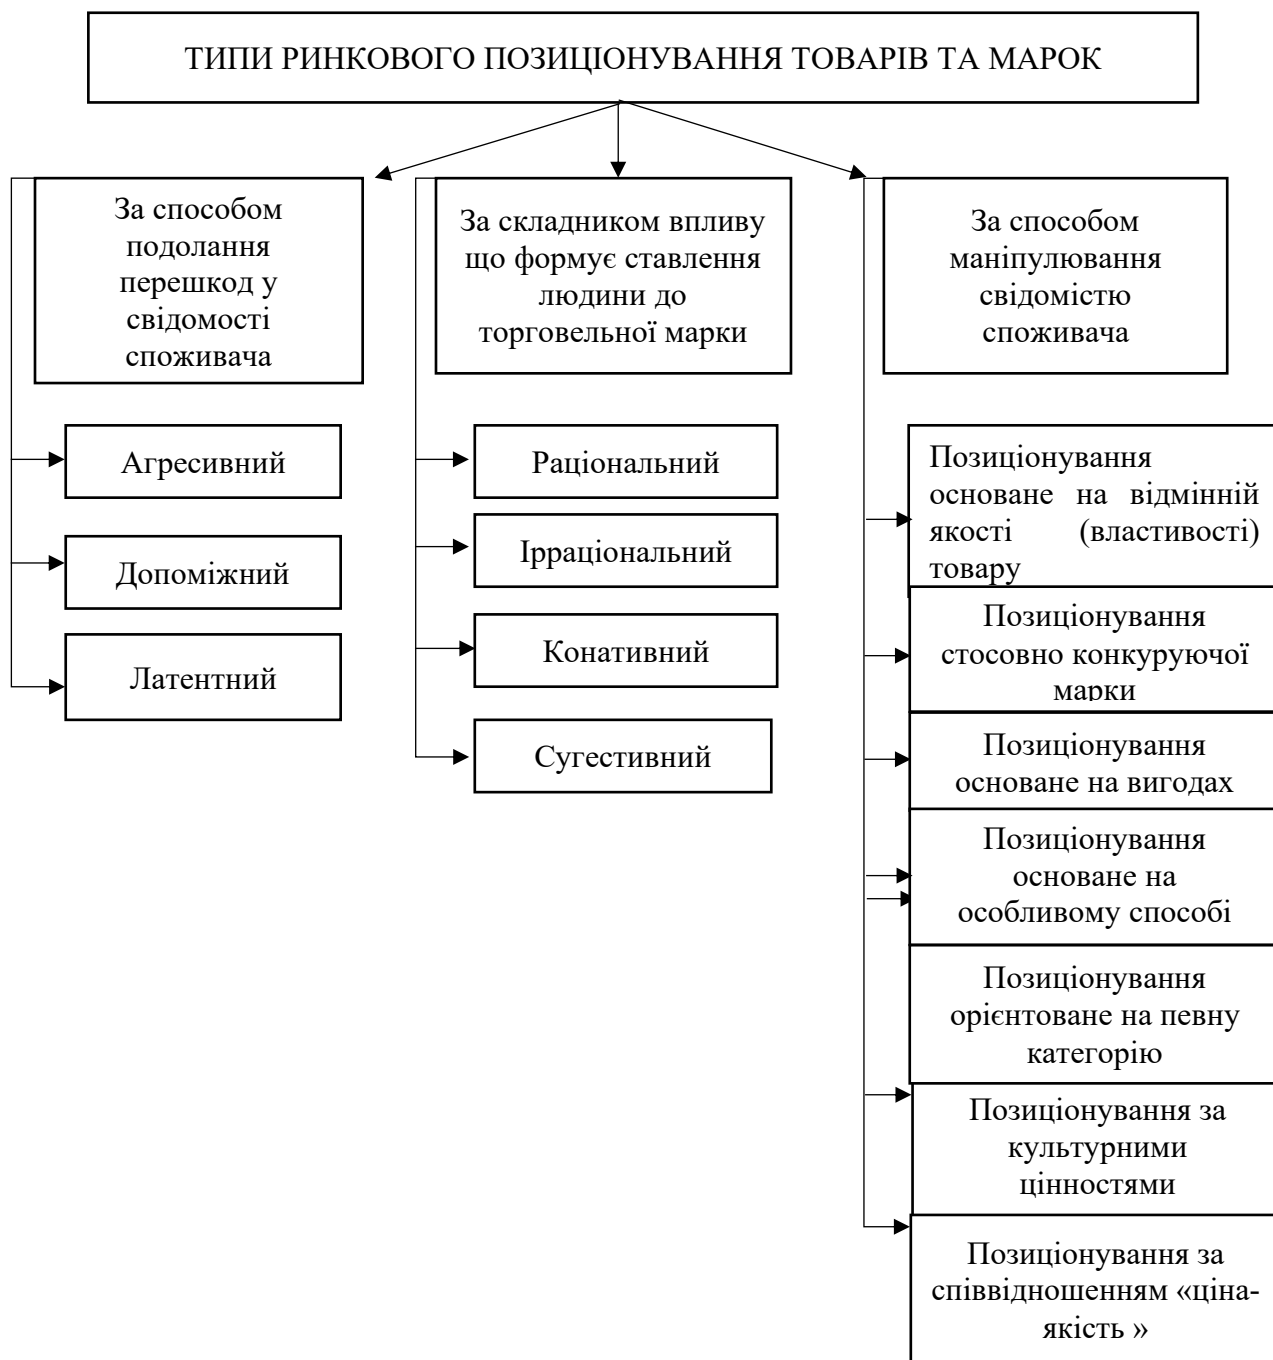 ТИПИ РИНКОВОГО ПОЗИЦІОНУВАННЯ ТОВАРІВ ТА МАРОК
За способом
подолання
перешкод у
свідомості
споживача
Агресивний
Допоміжний
Латентний
За складником впливу
що формує ставлення
людини до
торговельної марки
Раціональний
Ірраціональний
Конативний
Сугестивний
За способом
маніпулювання
свідомістю
споживача
Позиціонування
основане на відмінній
якості (властивості)
товару
Позиціонування
стосовно конкуруючої
марки
Позиціонування
основане на вигодах
Позиціонування
основане на
особливому способі
Позиціонування
орієнтоване на певну
категорію
Позиціонування за
культурними
цінностями
Позиціонування за
співвідношенням «ціна-
якість »